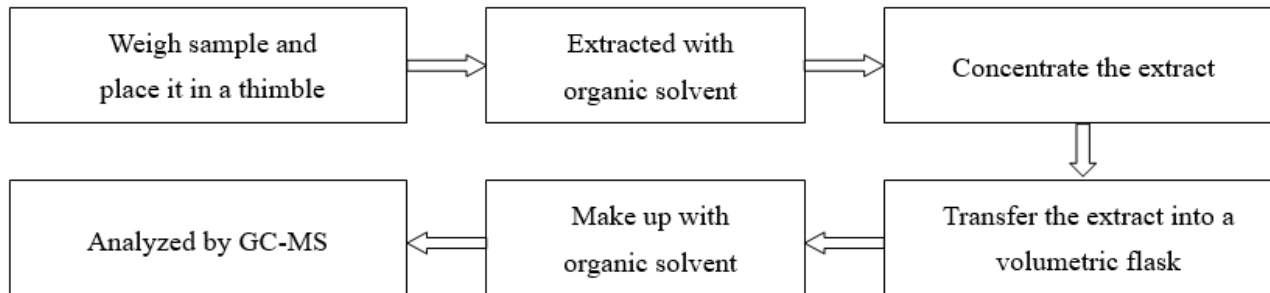 Weigh sample and
place it in a thimble
Extracted with
organic solvent
Concentrate the extract
Transfer the extract into a
volumetric flask
Make up with
organic solvent
Analyzed by GC-MS